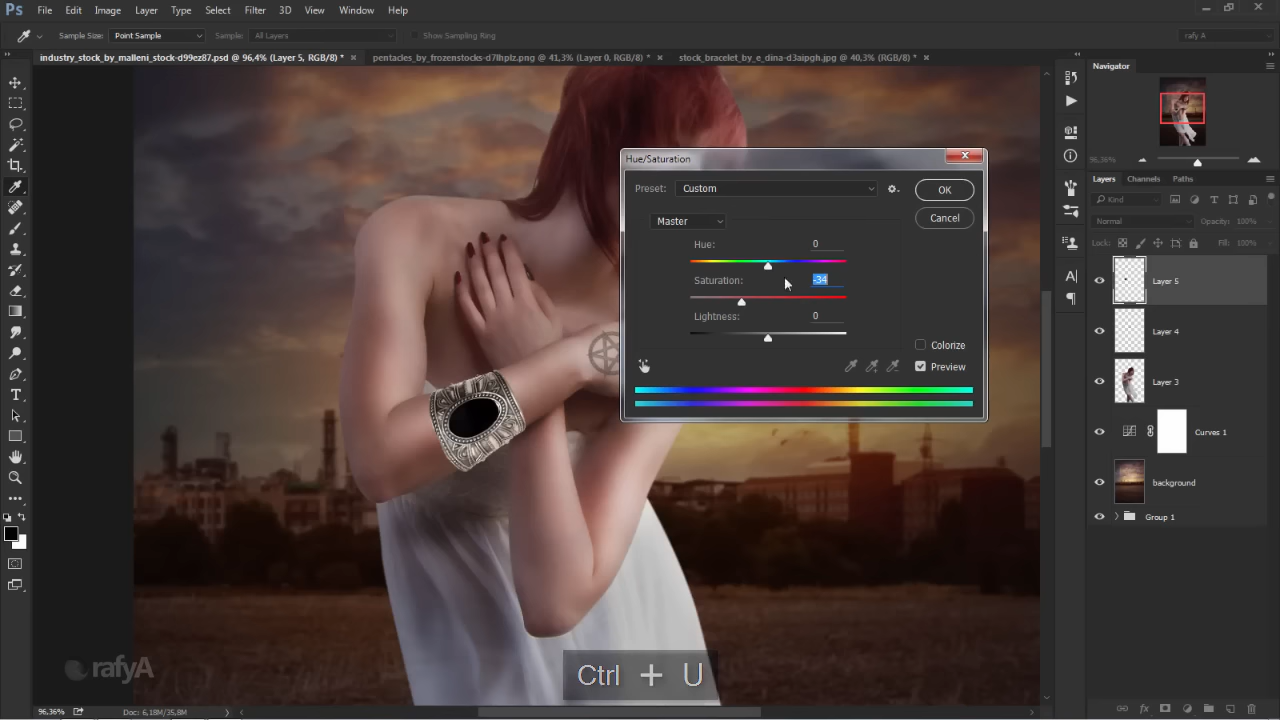 Ps File Edit Image Layer Type Select Filter 3D View Window Help
Sample Size: Point Sample Sample: All Layers Show Sampling Ring rafy A
industry_stock_by_malleni_stock-d99ez87.psd @ 96,4% (Layer 5, RGB/8) * × pentacles_by_frozenstocks-d7lhplz.png @ 41,3% (Layer 0, RGB/8) * × stock_bracelet_by_e_dina-d3aipgh.jpg @ 40,3% (RGB/8) * ×
Navigator
96,36%
Layers Channels Paths
Kind
Normal Opacity: 100%
Lock: Fill: 100%
Layer 5
Layer 4
Layer 3
Curves 1
background
Group 1
Hue/Saturation
Preset: Custom OK
Cancel
Master
Hue: 0
Saturation: -34
Lightness: 0
Colorize
Preview
rafyA
Ctrl + U
96,36% Doc: 6,18M/35,8M